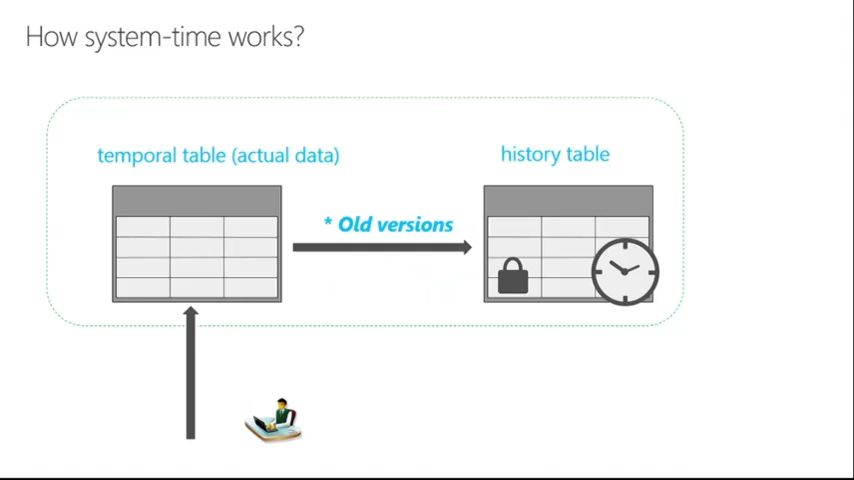 How system-time works?
temporal table (actual data)
history table
* Old versions